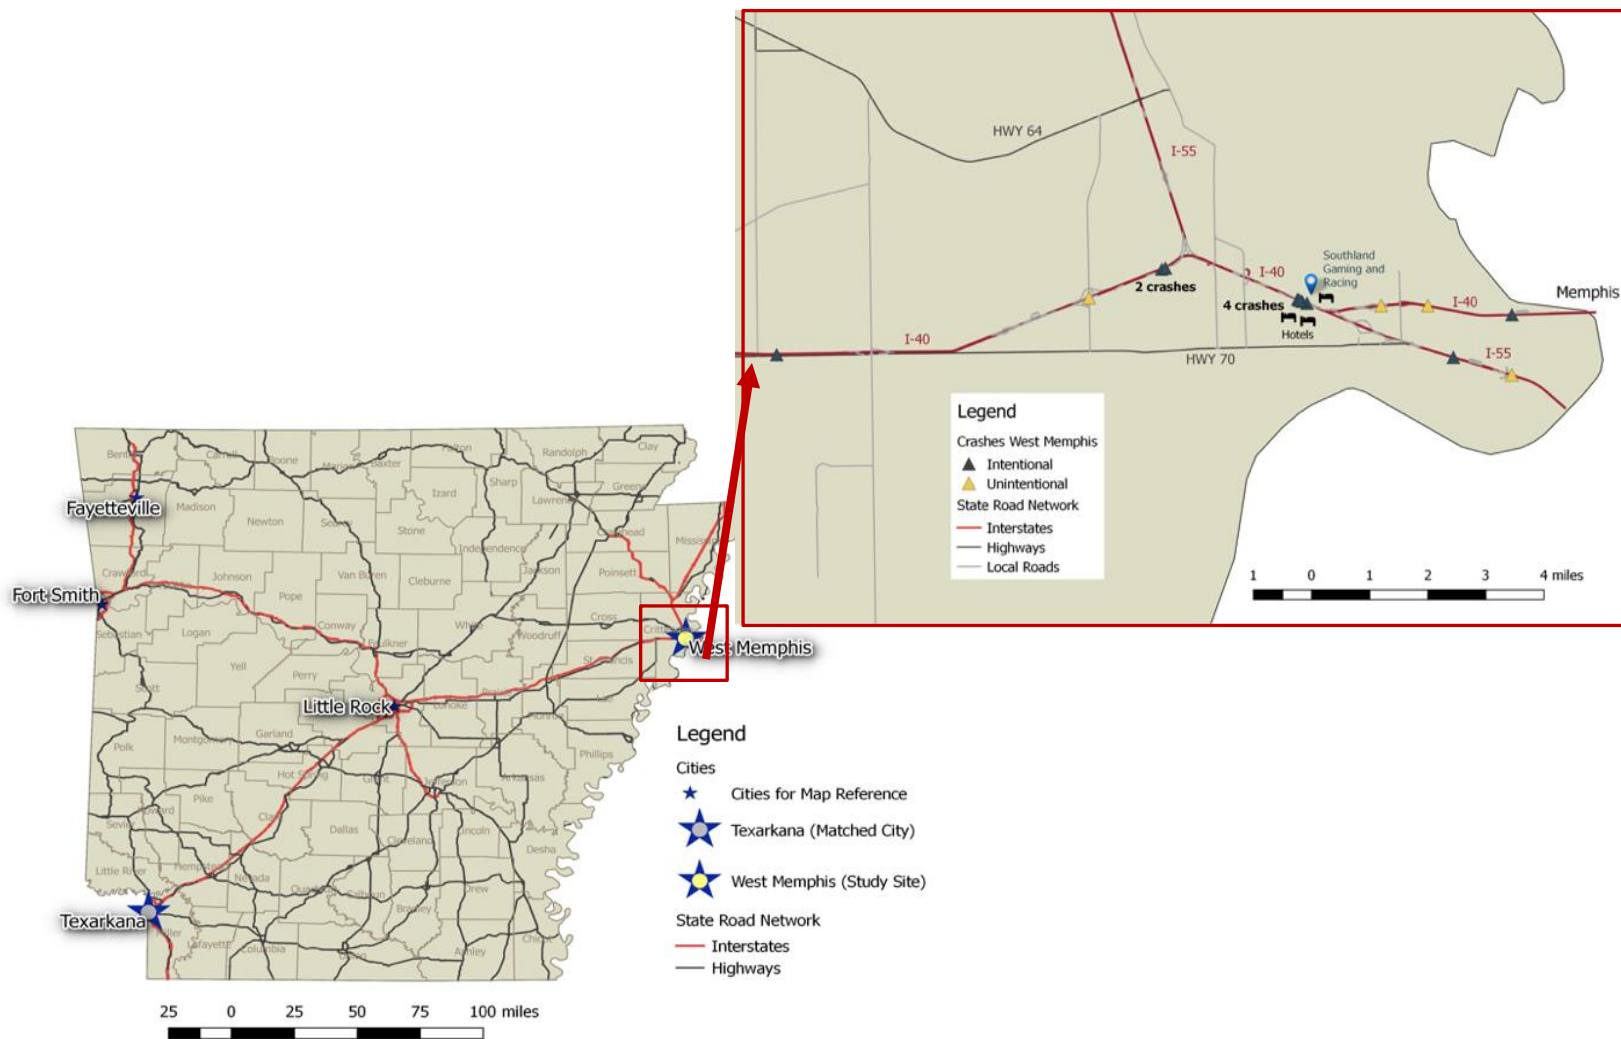 HWY 64
I-55
I-40
Southland
Gaming and
Racing
2 crashes
4 crashes
Hotels
I-40
Memphis
I-40
HWY 70
I-55
Legend
Crashes West Memphis
Intentional
Unintentional
State Road Network
Interstates
Highways
Local Roads
1 0 1 2 3 4 miles
Carroll
Boone
Baxter
Fulton
Randolph
Clay
Fayetteville
Madison
Newton
Searcy
Stone
Izard
Sharp
Lawrence
Greene
Craighead
Independence
Crawford
Johnson
Van Buren
Cleburne
Jackson
Poinsett
Fort Smith
Pope
Sebastian
Logan
Conway
Faulkner
White
Woodruff
Cross
West Memphis
Scott
Yell
Perry
St. Francis
Little Rock
Lonoke
Prairie
Lee
Monroe
Polk
Montgomery
Garland
Hot Spring
Grant
Jefferson
Arkansas
Phillips
Pike
Howard
Clark
Sevier
Dallas
Cleveland
Lincoln
Desha
Little River
Hempstead
Nevada
Calhoun
Bradley
Drew
Texarkana
Miller
Lafayette
Columbia
Union
Ashley
Chicot
Legend
Cities
Cities for Map Reference
Texarkana (Matched City)
West Memphis (Study Site)
State Road Network
Interstates
Highways
25 0 25 50 75 100 miles